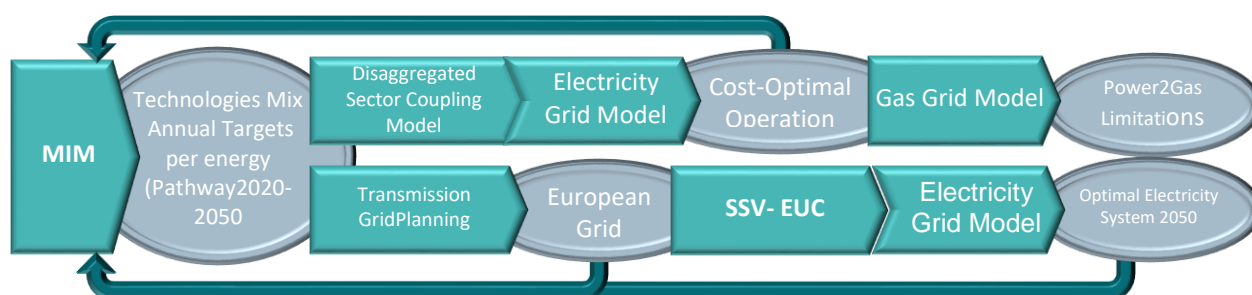 MIM
Technologies Mix
Annual Targets
per energy
(Pathway2020-
2050
Disaggregated
Sector Coupling
Model
Electricity
Grid Model
Cost-Optimal
Operation
Gas Grid Model
Power2Gas
Limitations
Transmission
GridPlanning
European
Grid
SSV- EUC
Electricity
Grid Model
Optimal Electricity
System 2050